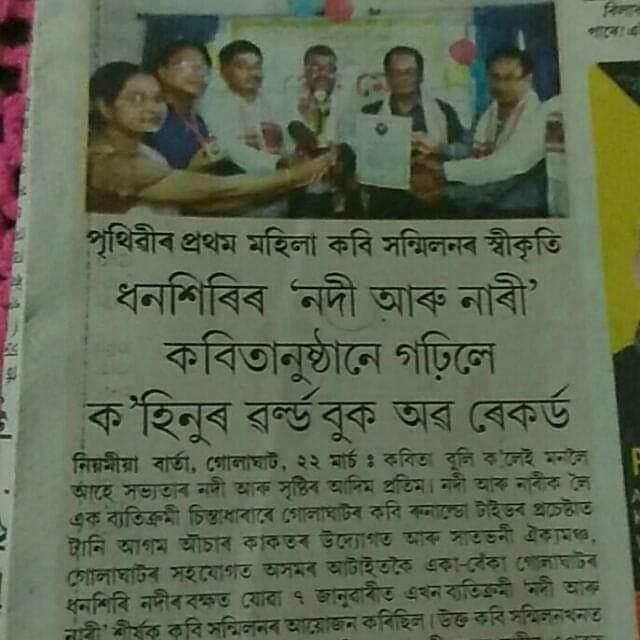 পৃথিৱীৰ প্ৰথম মহিলা কবি সন্মিলনৰ স্বীকৃতি
ধনশিৰিৰ 'নদী আৰু নাৰী'
কবিতানুষ্ঠানে গঢ়িলে
ক'হিনুৰ ৱৰ্ল্ড বুক অৱ ৰেকৰ্ড
নিয়মীয়া বাৰ্তা, গোলাঘাট, ২২ মাৰ্চ ঃ কবিতা বুলি ক'লেই মনলৈ
আহে সভ্যতাৰ নদী আৰু সৃষ্টিৰ আদিম প্ৰতিমা। নদী আৰু নাৰীক লৈ
এক ব্যতিক্ৰমী চিন্তাধাৰাৰে গোলাঘাটৰ কবি টাইডৰ প্ৰচেষ্টাত
টানি আগম আঁচাৰ কাকতৰ উদ্যোগত আৰু সাতভনী ঐক্যমঞ্চ,
গোলাঘাটৰ সহযোগত অসমৰ আটাইতকৈ একা-বেঁকা গোলাঘাটৰ
ধনশিৰি নদীৰ বক্ষত যোৱা ৭ জানুৱাৰীত এখন ব্যতিক্ৰমী 'নদী আৰু
নাৰী' শীৰ্ষক কবি সন্মিলনৰ আয়োজন কৰিছিল। উক্ত কবি সন্মিলনখনত